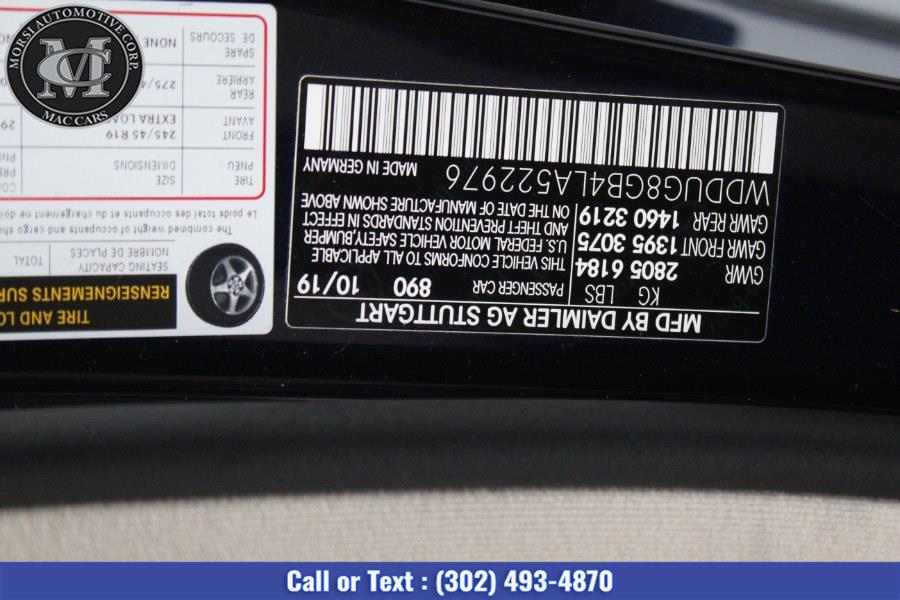 MORSI AUTOMOTIVE CORP.
MC
MAC CARS
MFD BY DAIMLER AG STUTTGART
KG LBS PASSENGER CAR 890 10/19
GVWR 2805 6184
GAWR FRONT 1395 3075
GAWR REAR 1460 3219
THIS VEHICLE CONFORMS TO ALL APPLICABLE
U.S. FEDERAL MOTOR VEHICLE SAFETY,BUMPER,
AND THEFT PREVENTION STANDARDS IN EFFECT
ON THE DATE OF MANUFACTURE SHOWN ABOVE
WDDUG8GB4LA522976 MADE IN GERMANY
TIRE AND
RENSEIGNEMENTS SUR
SEATING CAPACITY TOTAL
NOMBRE DE PLACES
The combined weight of occupants and cargo
Le poids total des occupants et du chargement ne
TIRE SIZE
PNEU DIMENSIONS
FRONT 245/45 R19
AVANT EXTRA
REAR
ARRIÈRE
SPARE NONE
DE SECOURS
Call or Text : (302) 493-4870